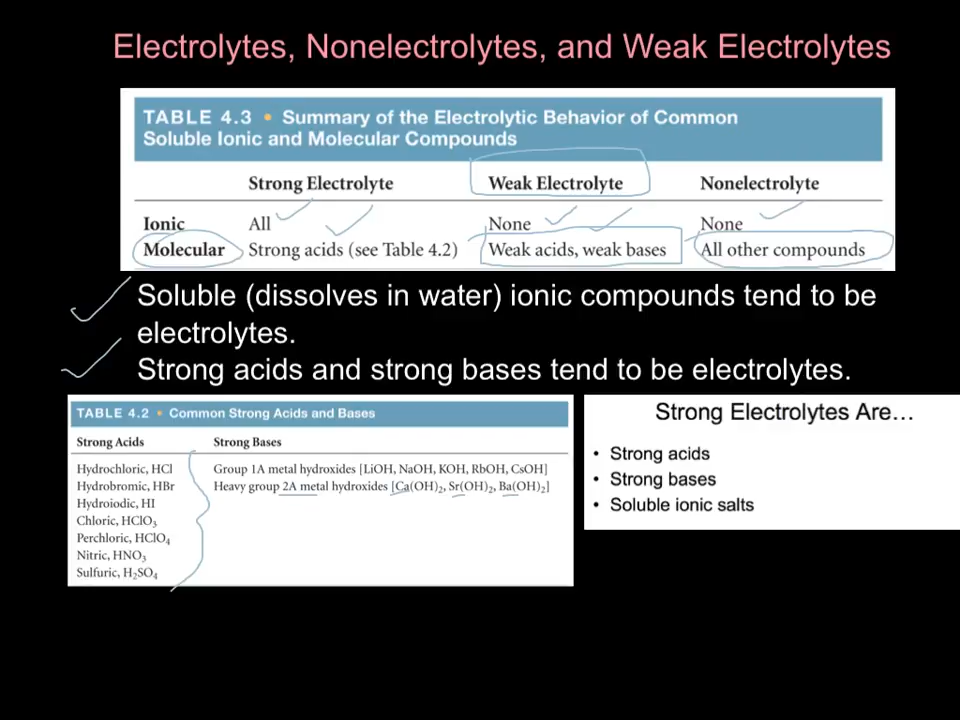 Electrolytes, Nonelectrolytes, and Weak Electrolytes
TABLE 4.3 • Summary of the Electrolytic Behavior of Common
Soluble Ionic and Molecular Compounds
Strong Electrolyte Weak Electrolyte Nonelectrolyte
Ionic All None None
Molecular Strong acids (see Table 4.2) Weak acids, weak bases All other compounds
Soluble (dissolves in water) ionic compounds tend to be
electrolytes.
Strong acids and strong bases tend to be electrolytes.
TABLE 4.2 • Common Strong Acids and Bases
Strong Acids Strong Bases
Hydrochloric, HCl Group 1A metal hydroxides [LiOH, NaOH, KOH, RbOH, CsOH]
Hydrobromic, HBr Heavy group 2A metal hydroxides [Ca(OH)₂, Sr(OH)₂, Ba(OH)₂]
Hydroiodic, HI
Chloric, HClO₃
Perchloric, HClO₄
Nitric, HNO₃
Sulfuric, H₂SO₄
Strong Electrolytes Are…
• Strong acids
• Strong bases
• Soluble ionic salts